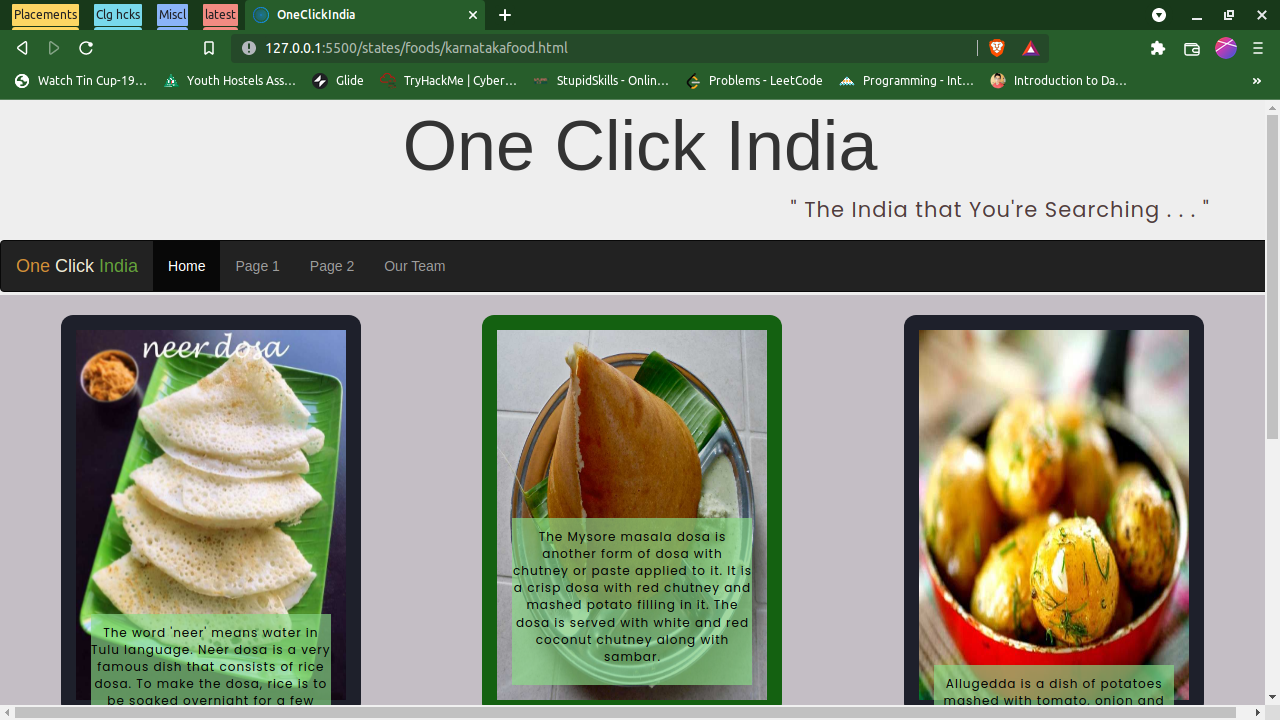 Placements
Clg hcks
Miscl
latest
OneClickIndia
127.0.0.1:5500/states/foods/karnatakafood.html
Watch Tin Cup-19…
Youth Hostels Ass…
Glide
TryHackMe | Cyber…
StupidSkills - Onlin…
Problems - LeetCode
Programming - Int…
Introduction to Da…
»
One Click India
" The India that You're Searching . . . "
One Click India
Home
Page 1
Page 2
Our Team
neer dosa
The word 'neer' means water in
Tulu language. Neer dosa is a very
famous dish that consists of rice
dosa. To make the dosa, rice is to
be soaked overnight for a few
The Mysore masala dosa is
another form of dosa with
chutney or paste applied to it. It is
a crisp dosa with red chutney and
mashed potato filling in it. The
dosa is served with white and red
coconut chutney along with
sambar.
Allugedda is a dish of potatoes
mashed with tomato, onion and